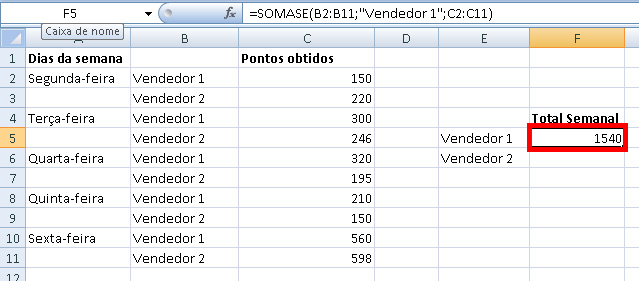 F5 fx =SOMASE(B2:B11;"Vendedor 1";C2:C11)
Caixa de nome
A B C D E F
1 Dias da semana Pontos obtidos
2 Segunda-feira Vendedor 1 150
3 Vendedor 2 220
4 Terça-feira Vendedor 1 300 Total Semanal
5 Vendedor 2 246 Vendedor 1 1540
6 Quarta-feira Vendedor 1 320 Vendedor 2
7 Vendedor 2 195
8 Quinta-feira Vendedor 1 210
9 Vendedor 2 150
10 Sexta-feira Vendedor 1 560
11 Vendedor 2 598
12